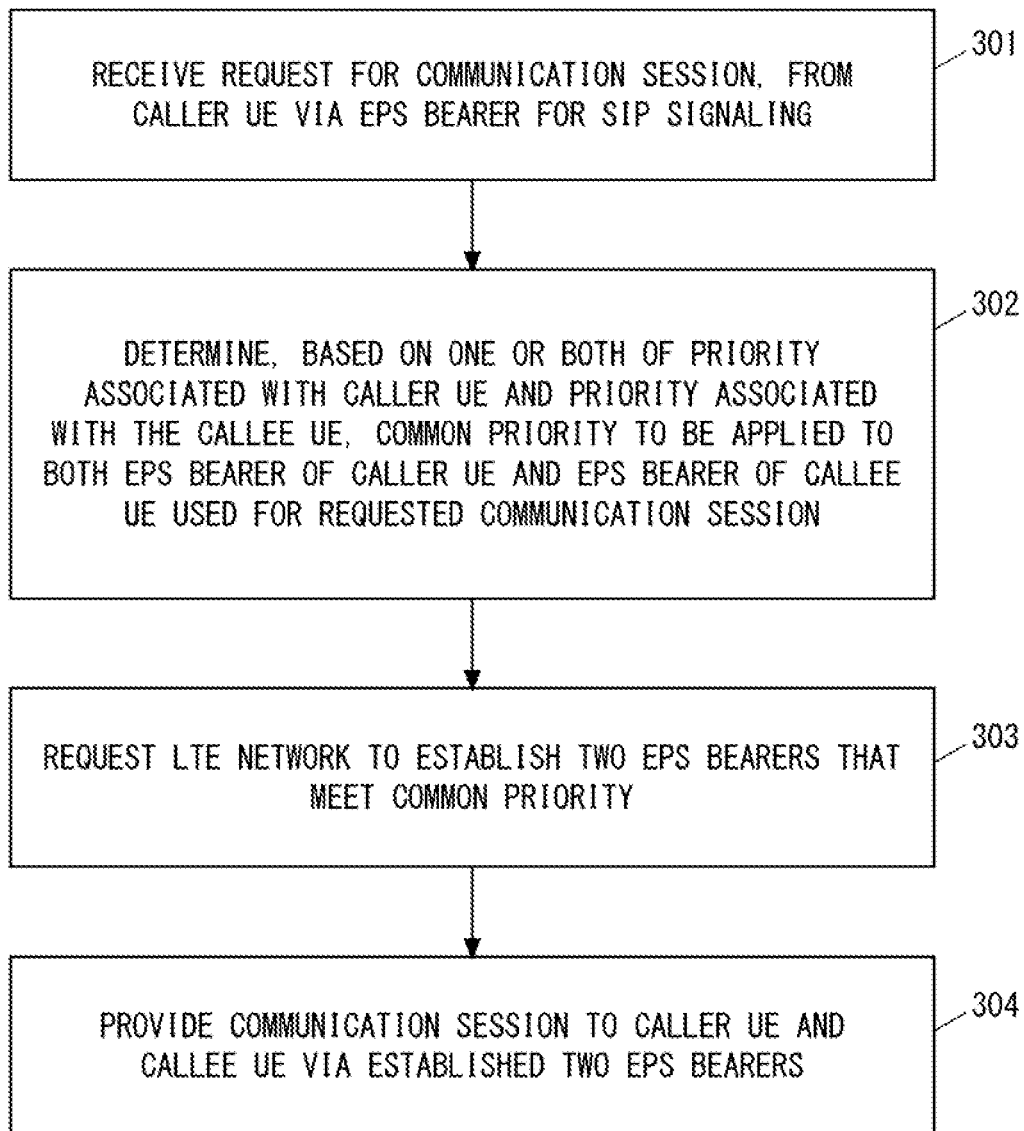 301
RECEIVE REQUEST FOR COMMUNICATION SESSION, FROM
CALLER UE VIA EPS BEARER FOR SIP SIGNALING
302
DETERMINE, BASED ON ONE OR BOTH OF PRIORITY
ASSOCIATED WITH CALLER UE AND PRIORITY ASSOCIATED
WITH THE CALLEE UE, COMMON PRIORITY TO BE APPLIED TO
BOTH EPS BEARER OF CALLER UE AND EPS BEARER OF CALLEE
UE USED FOR REQUESTED COMMUNICATION SESSION
303
REQUEST LTE NETWORK TO ESTABLISH TWO EPS BEARERS THAT
MEET COMMON PRIORITY
304
PROVIDE COMMUNICATION SESSION TO CALLER UE AND
CALLEE UE VIA ESTABLISHED TWO EPS BEARERS